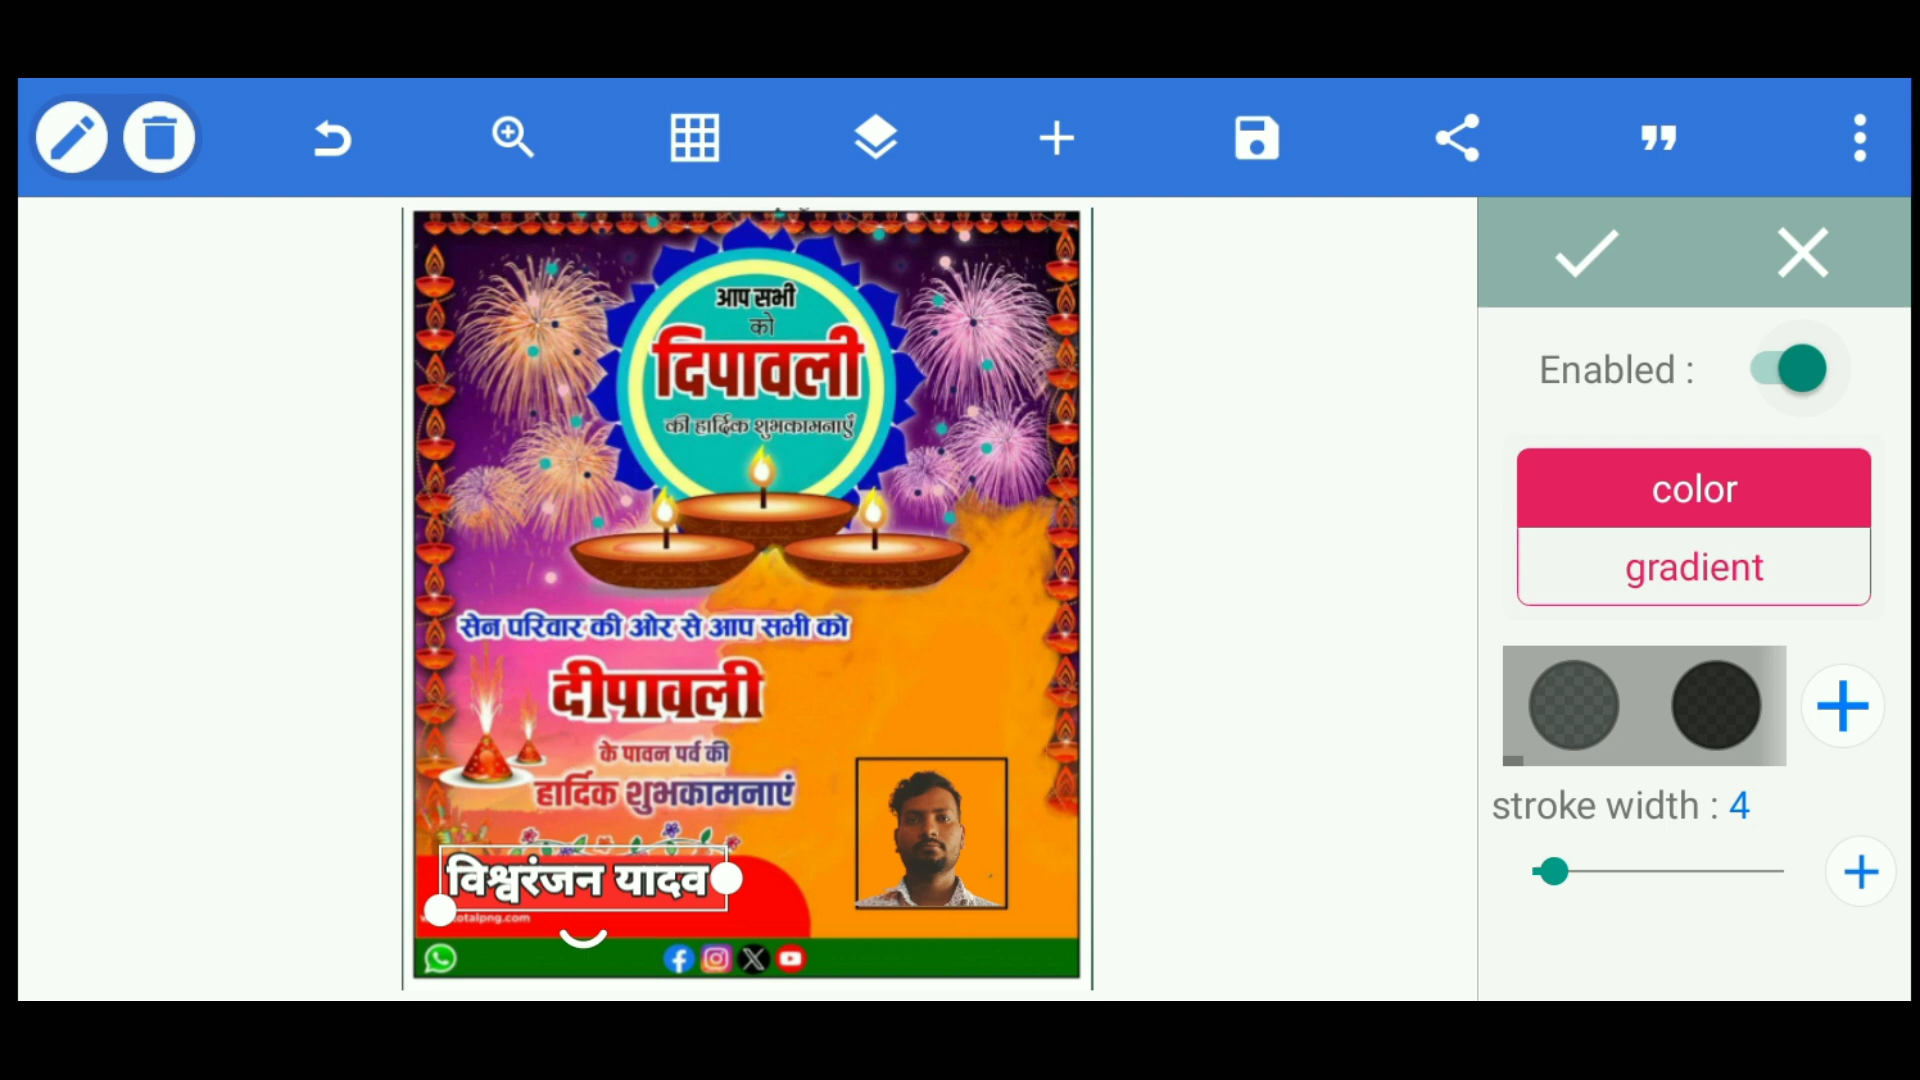 आप सभी
को
दिपावली
की हार्दिक शुभकामनाएँ
सेन परिवार की ओर से आप सभी को
दीपावली
के पावन पर्व की
हार्दिक शुभकामनाएं
विश्वरंजन यादव
Enabled :
color
gradient
stroke width : 4